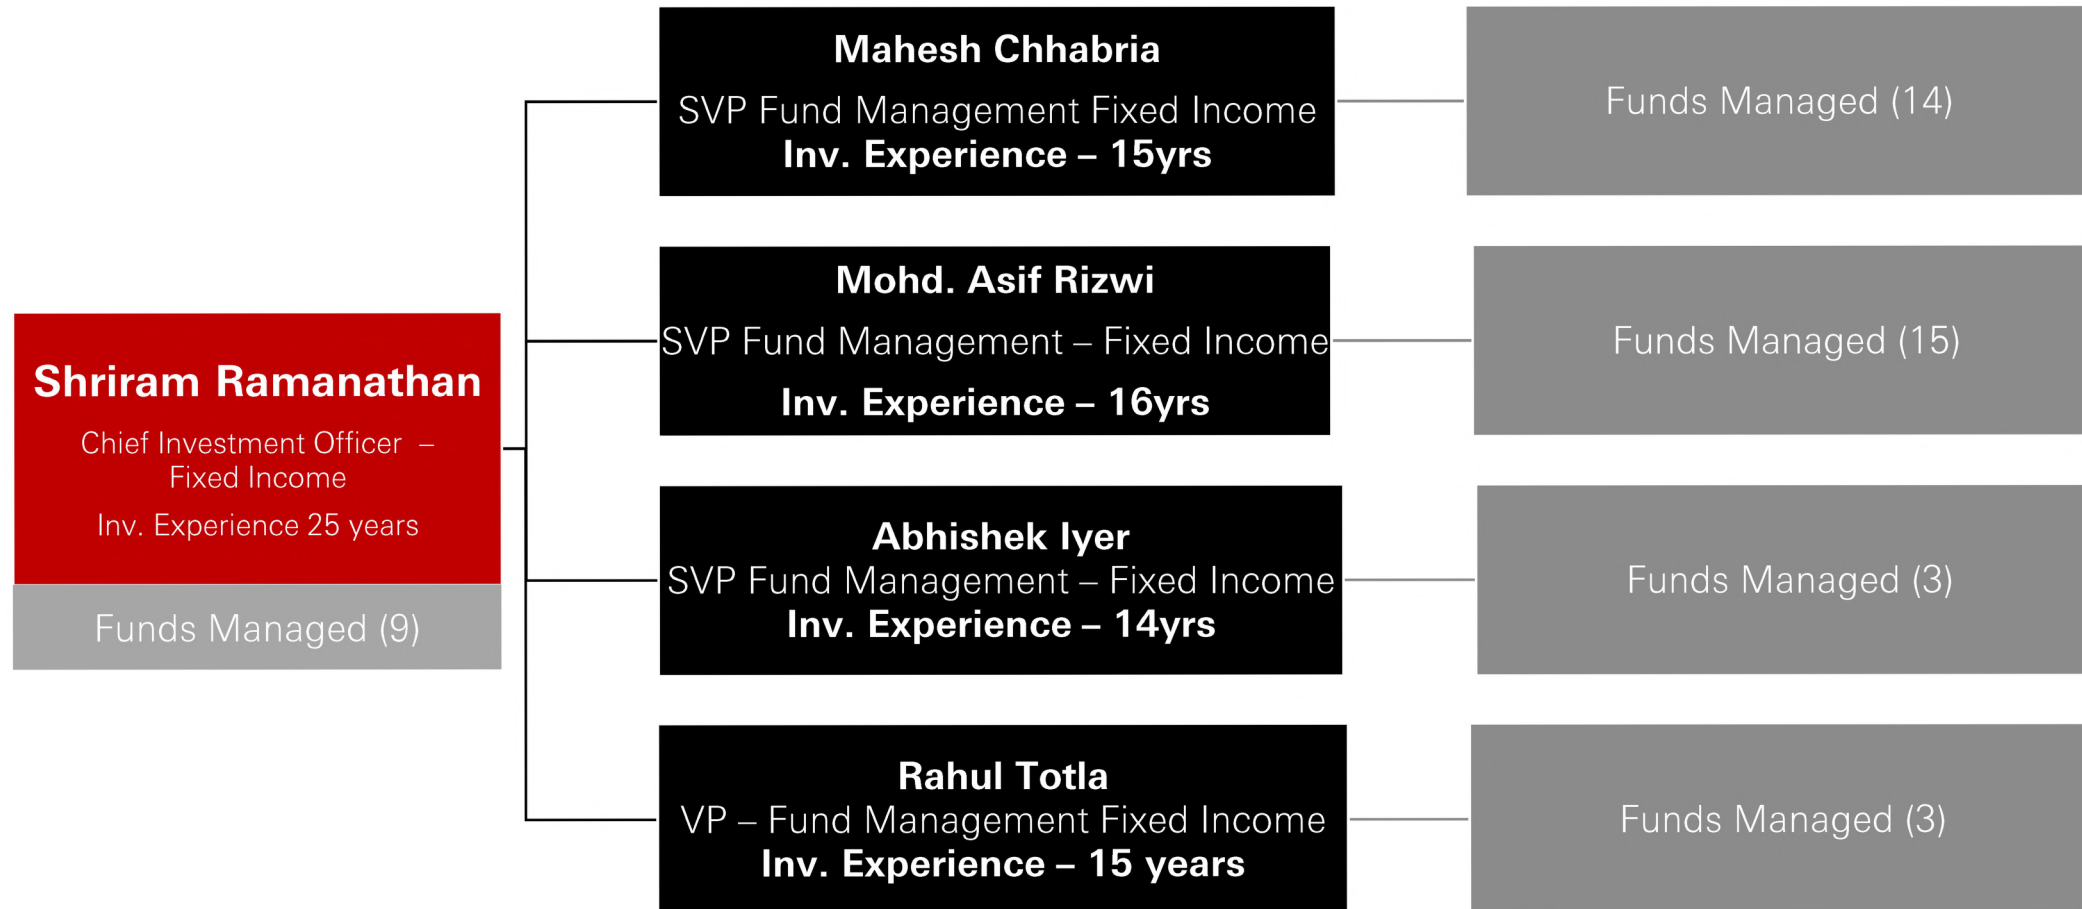 Shriram Ramanathan
Chief Investment Officer –
Fixed Income
Inv. Experience 25 years
Funds Managed (9)
Mahesh Chhabria
SVP Fund Management Fixed Income
Inv. Experience – 15yrs
Funds Managed (14)
Mohd. Asif Rizwi
SVP Fund Management – Fixed Income
Inv. Experience – 16yrs
Funds Managed (15)
Abhishek Iyer
SVP Fund Management – Fixed Income
Inv. Experience – 14yrs
Funds Managed (3)
Rahul Totla
VP – Fund Management Fixed Income
Inv. Experience – 15 years
Funds Managed (3)